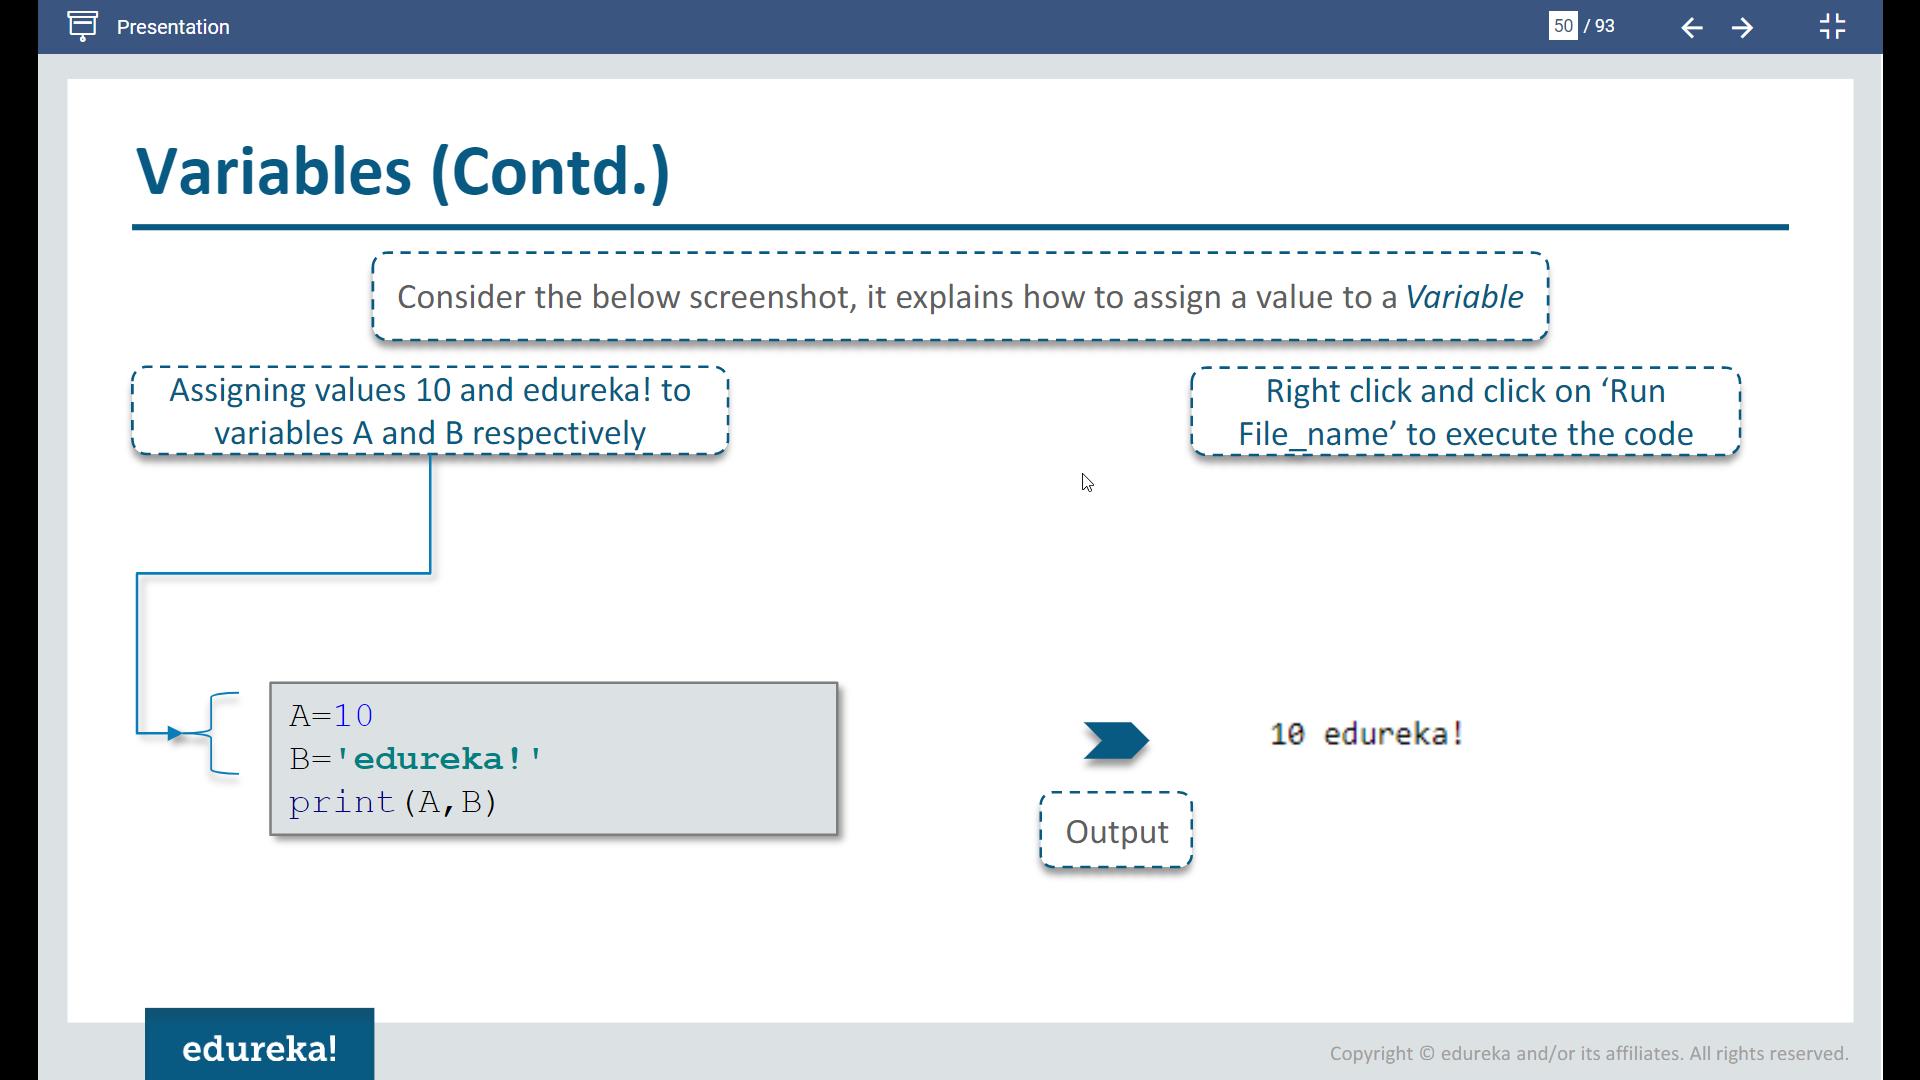 Presentation
50 / 93
Variables (Contd.)
Consider the below screenshot, it explains how to assign a value to a Variable
Assigning values 10 and edureka! to
variables A and B respectively
Right click and click on ‘Run
File_name’ to execute the code
A=10
B='edureka!'
print(A,B)
10 edureka!
Output
edureka!
Copyright © edureka and/or its affiliates. All rights reserved.